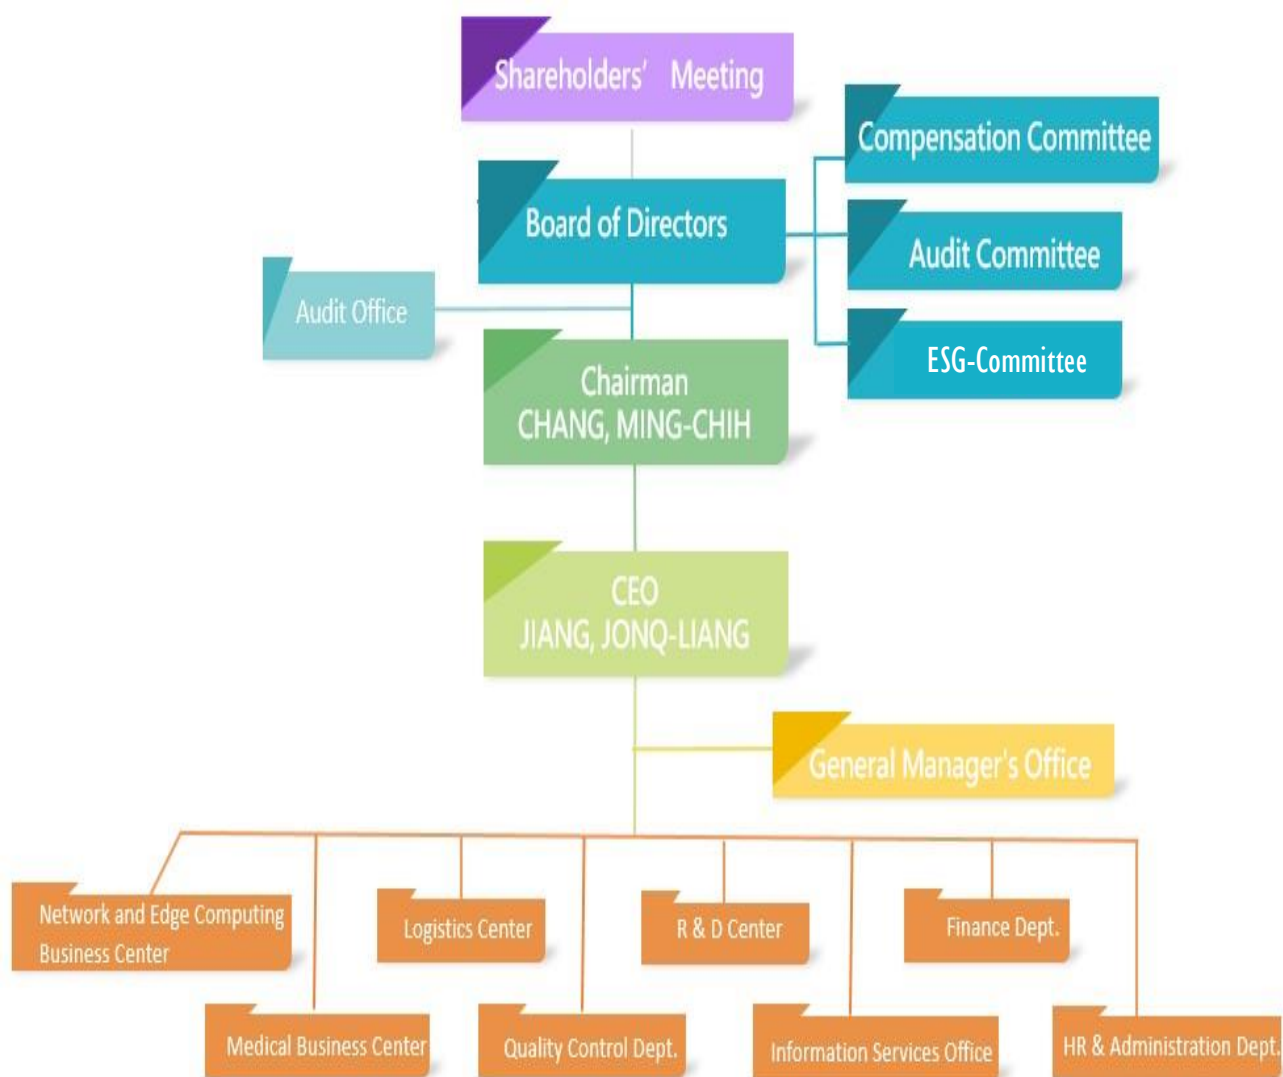 Shareholders' Meeting
Compensation Committee
Board of Directors
Audit Committee
Audit Office
ESG-Committee
Chairman
CHANG, MING-CHIH
CEO
JIANG, JONQ-LIANG
General Manager's Office
Network and Edge Computing
Business Center
Logistics Center
R & D Center
Finance Dept.
Medical Business Center
Quality Control Dept.
Information Services Office
HR & Administration Dept.